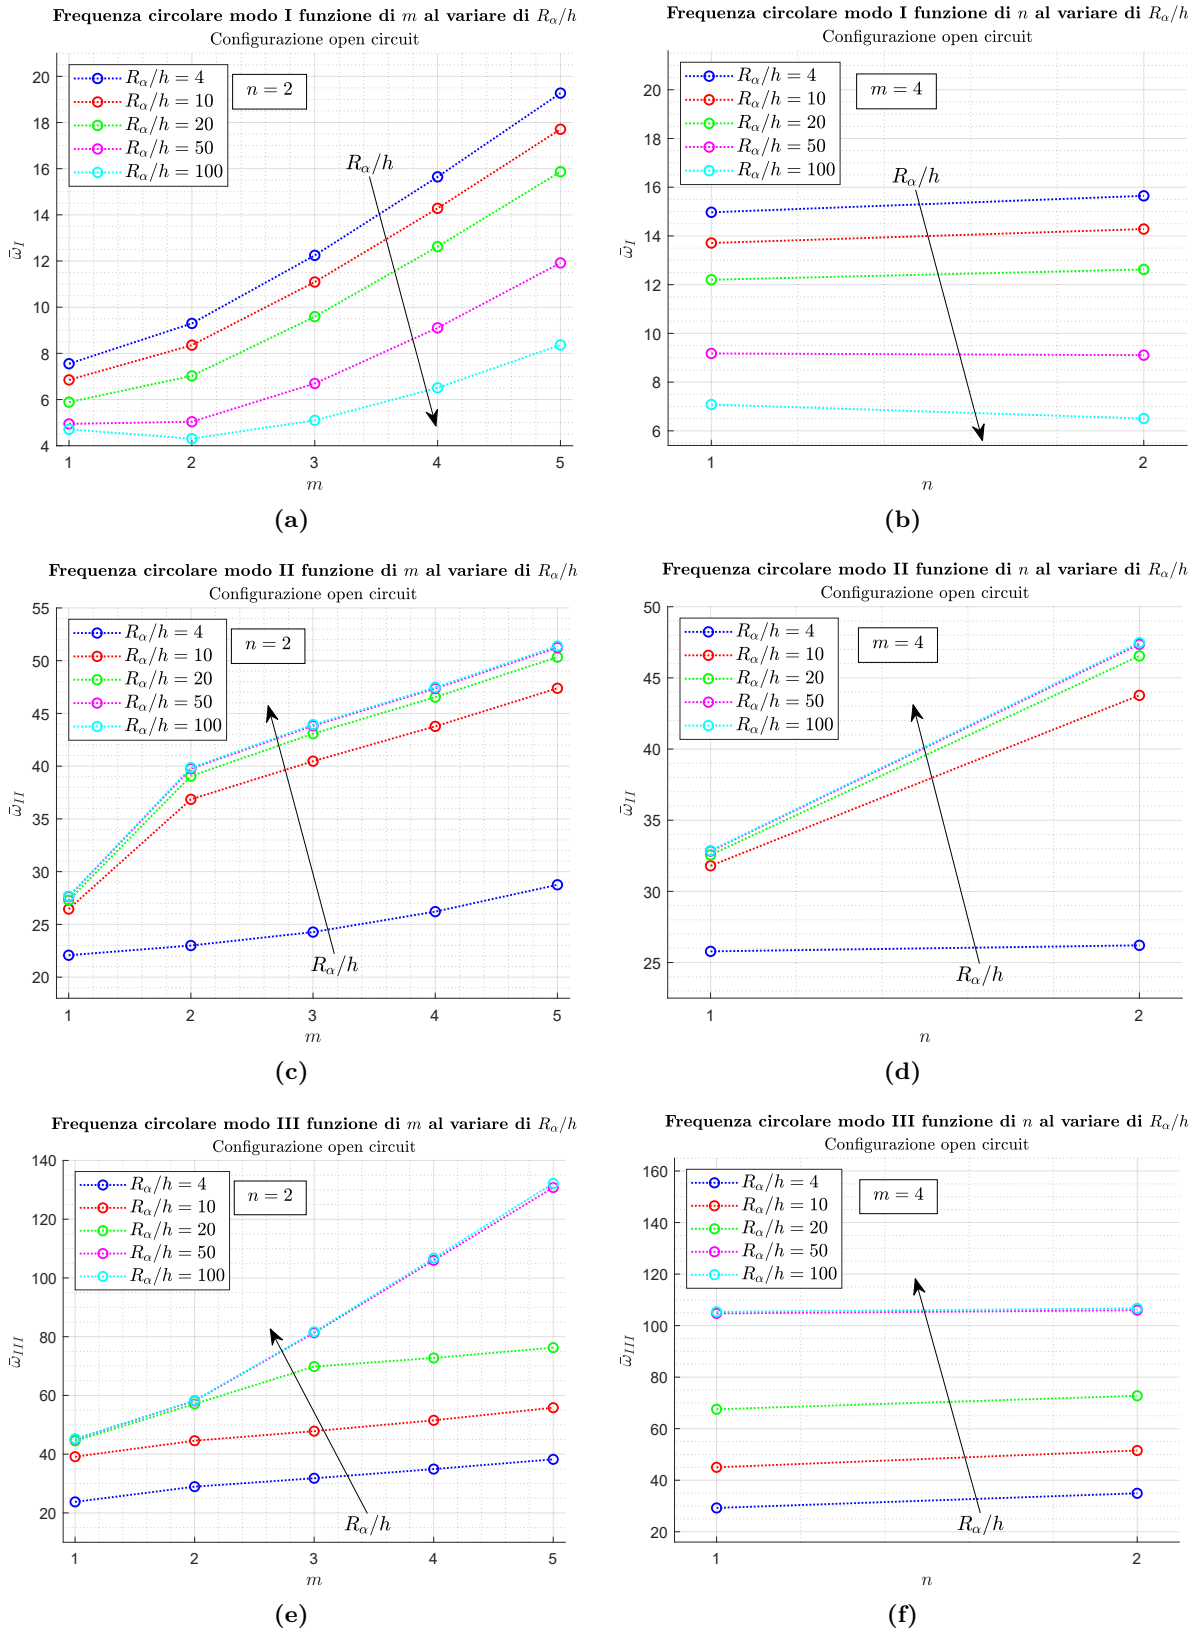 Frequenza circolare modo I funzione di m al variare di Rα/h
Configurazione open circuit
Rα/h = 4
Rα/h = 10
Rα/h = 20
Rα/h = 50
Rα/h = 100
n = 2
Rα/h
20
18
16
14
12
10
8
6
4
ω̄I
1 2 3 4 5
m
(a)
Frequenza circolare modo I funzione di n al variare di Rα/h
Configurazione open circuit
Rα/h = 4
Rα/h = 10
Rα/h = 20
Rα/h = 50
Rα/h = 100
m = 4
Rα/h
20
18
16
14
12
10
8
6
ω̄I
1 2
n
(b)
Frequenza circolare modo II funzione di m al variare di Rα/h
Configurazione open circuit
Rα/h = 4
Rα/h = 10
Rα/h = 20
Rα/h = 50
Rα/h = 100
n = 2
Rα/h
55
50
45
40
35
30
25
20
ω̄II
1 2 3 4 5
m
(c)
Frequenza circolare modo II funzione di n al variare di Rα/h
Configurazione open circuit
Rα/h = 4
Rα/h = 10
Rα/h = 20
Rα/h = 50
Rα/h = 100
m = 4
Rα/h
50
45
40
35
30
25
ω̄II
1 2
n
(d)
Frequenza circolare modo III funzione di m al variare di Rα/h
Configurazione open circuit
Rα/h = 4
Rα/h = 10
Rα/h = 20
Rα/h = 50
Rα/h = 100
n = 2
Rα/h
140
120
100
80
60
40
20
ω̄III
1 2 3 4 5
m
(e)
Frequenza circolare modo III funzione di n al variare di Rα/h
Configurazione open circuit
Rα/h = 4
Rα/h = 10
Rα/h = 20
Rα/h = 50
Rα/h = 100
m = 4
Rα/h
160
140
120
100
80
60
40
20
ω̄III
1 2
n
(f)